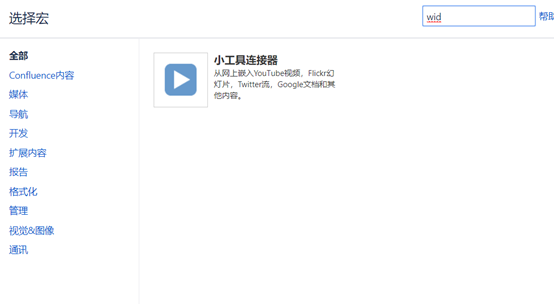 选择宏
wid
帮助
全部
Confluence内容
媒体
导航
开发
扩展内容
报告
格式化
管理
视觉&图像
通讯
小工具连接器
从网上嵌入YouTube视频，Flickr幻
灯片，Twitter流，Google文档和其
他内容。